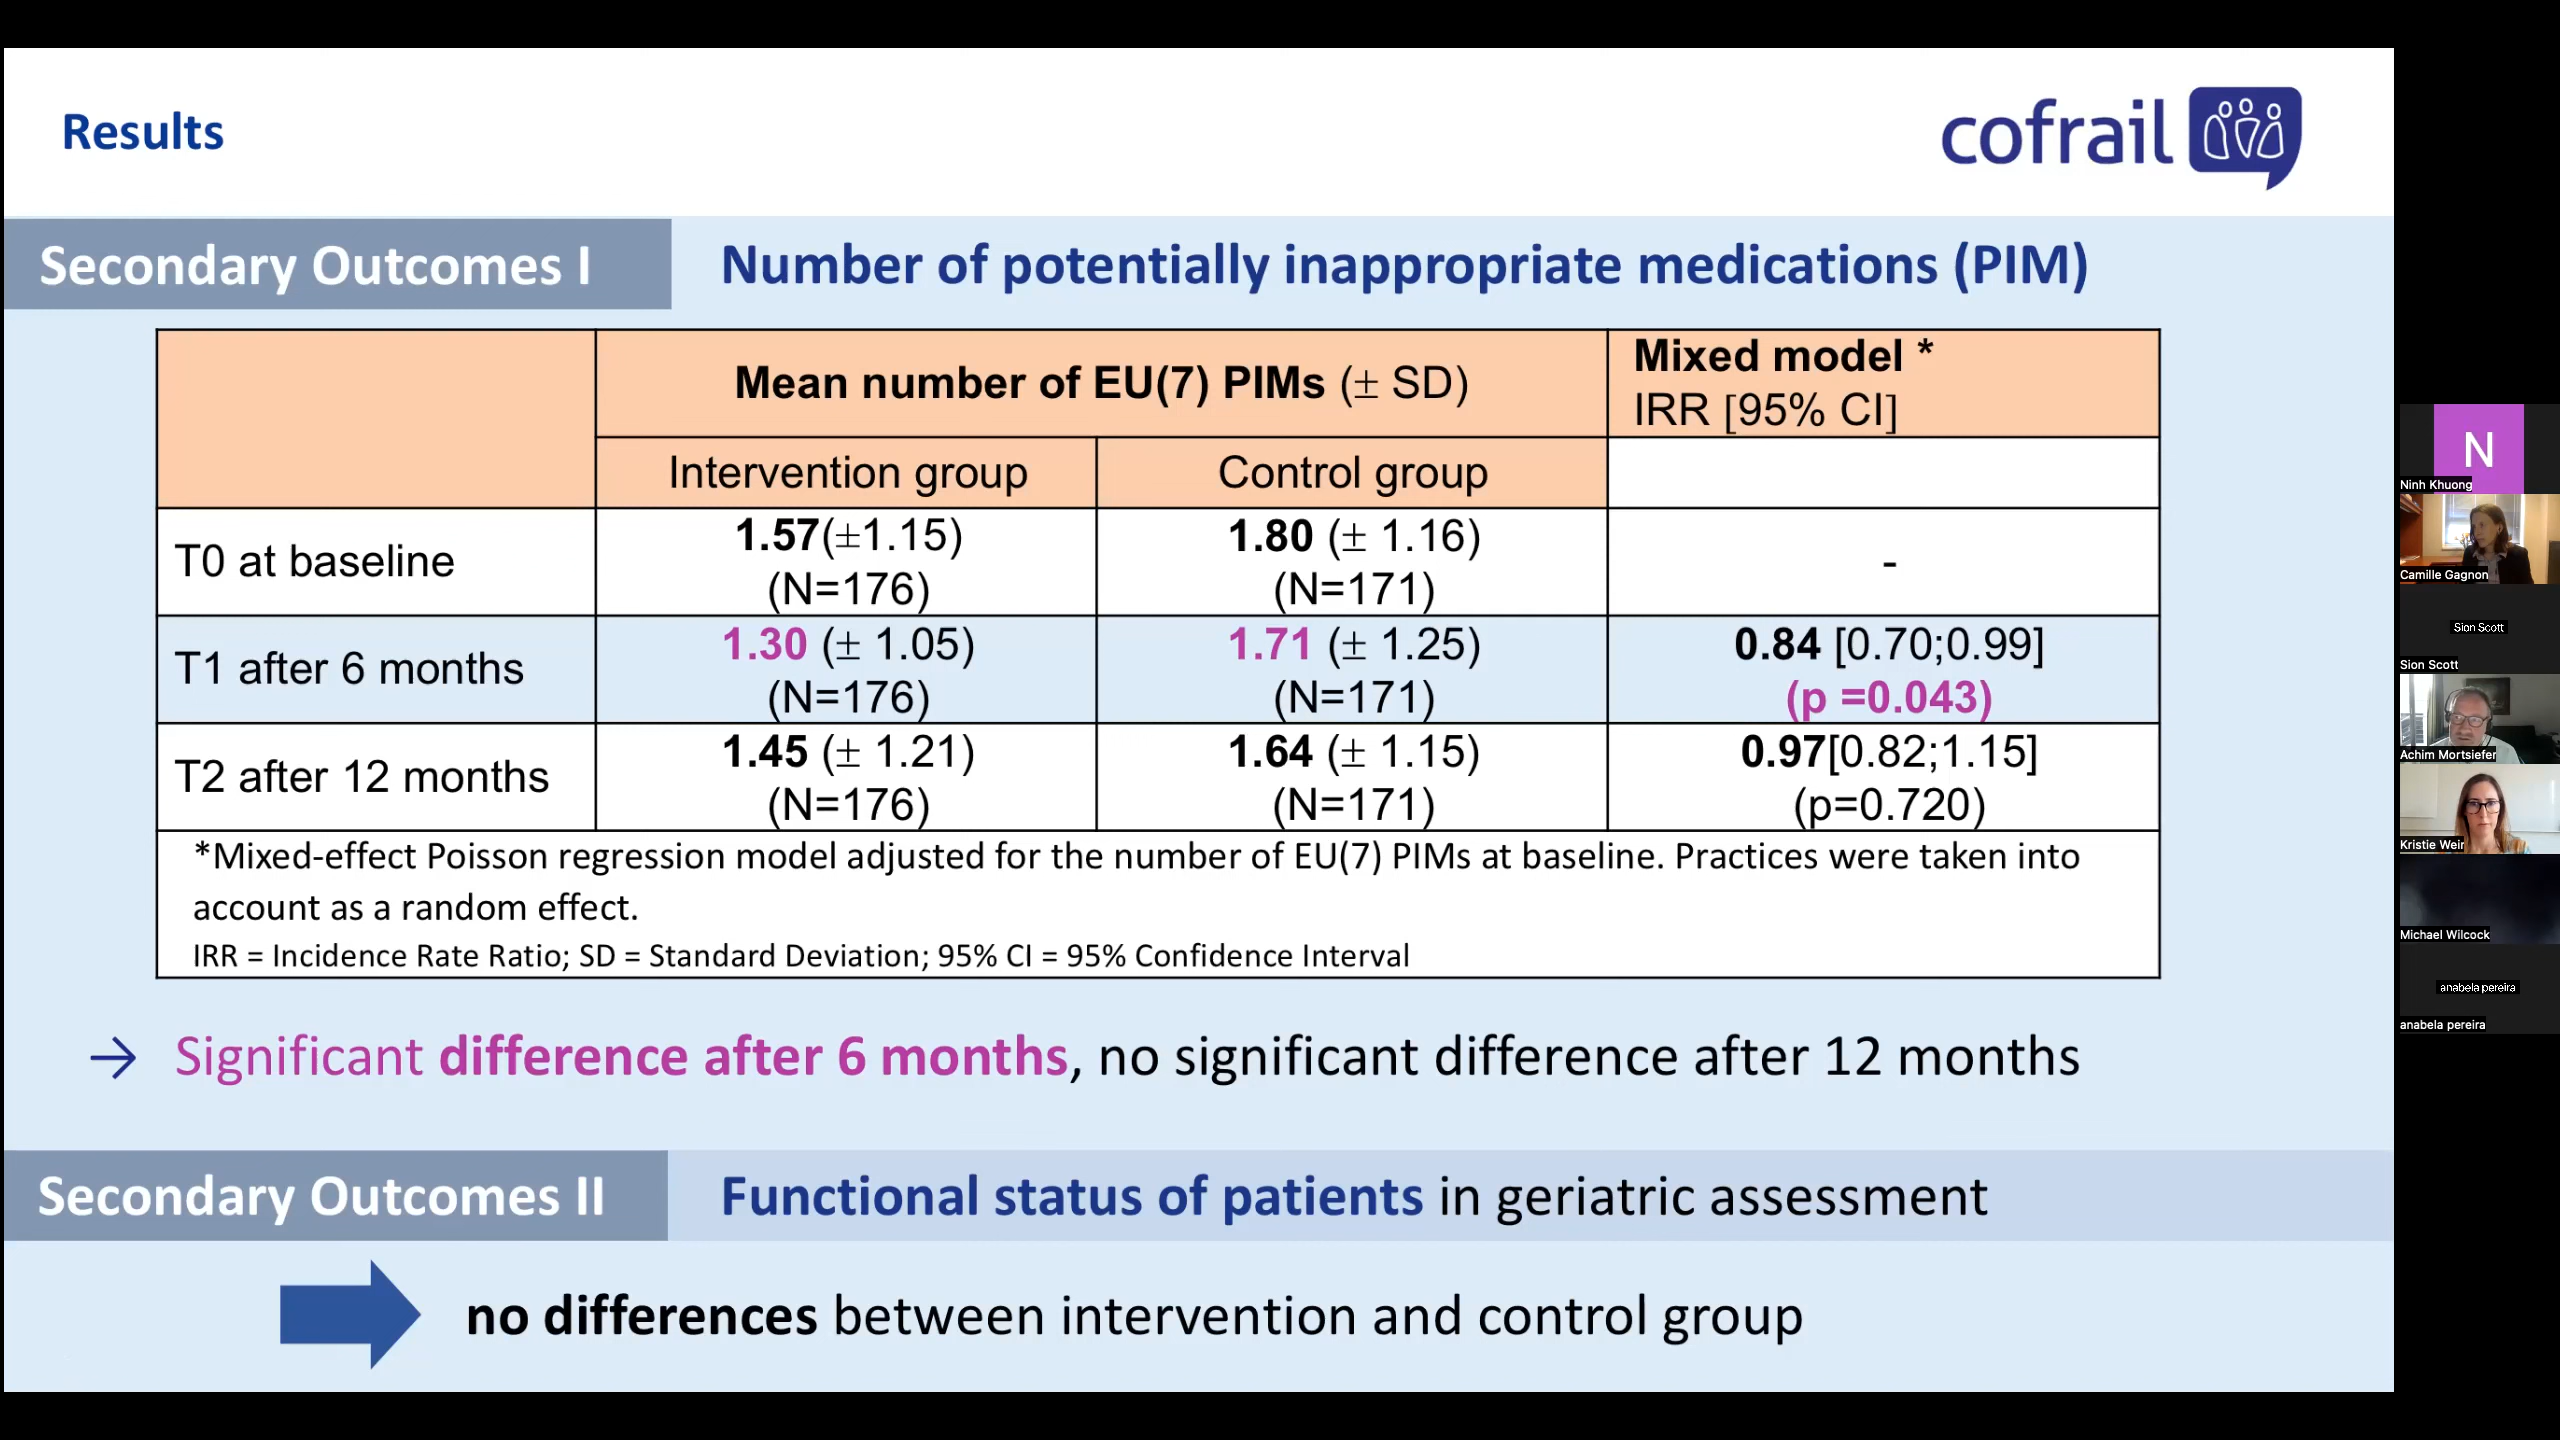 Results
cofrail
Secondary Outcomes I
Number of potentially inappropriate medications (PIM)
Mean number of EU(7) PIMs (± SD)
Mixed model *
IRR [95% CI]
Intervention group
Control group
T0 at baseline
1.57(±1.15)
(N=176)
1.80 (± 1.16)
(N=171)
-
T1 after 6 months
1.30 (± 1.05)
(N=176)
1.71 (± 1.25)
(N=171)
0.84 [0.70;0.99]
(p =0.043)
T2 after 12 months
1.45 (± 1.21)
(N=176)
1.64 (± 1.15)
(N=171)
0.97[0.82;1.15]
(p=0.720)
*Mixed-effect Poisson regression model adjusted for the number of EU(7) PIMs at baseline. Practices were taken into
account as a random effect.
IRR = Incidence Rate Ratio; SD = Standard Deviation; 95% CI = 95% Confidence Interval
→ Significant difference after 6 months, no significant difference after 12 months
Secondary Outcomes II
Functional status of patients in geriatric assessment
no differences between intervention and control group
N
Ninh Khuong
Camille Gagnon
Sion Scott
Sion Scott
Achim Mortsiefer
Kristie Weir
Michael Wilcock
anabela pereira
anabela pereira